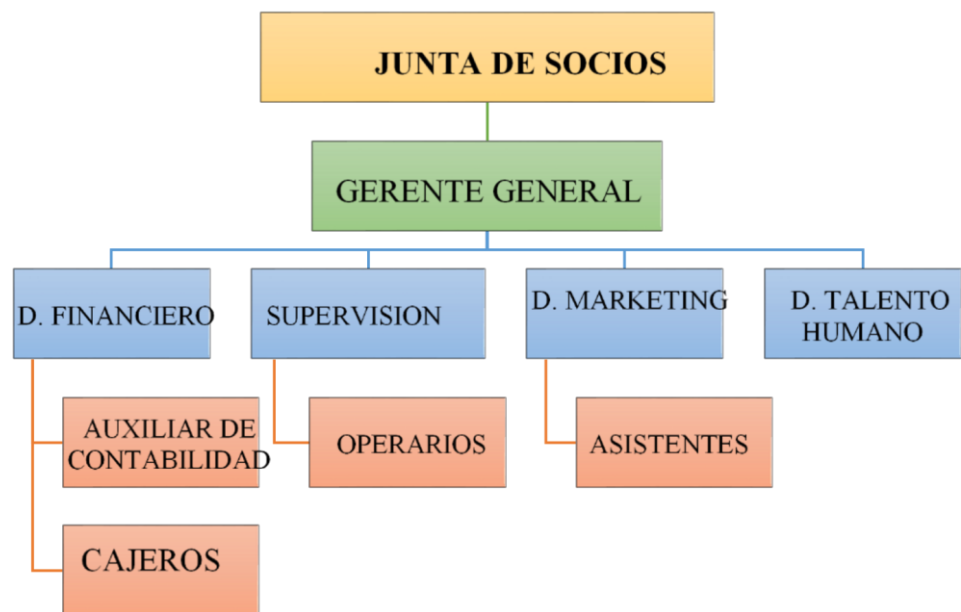 JUNTA DE SOCIOS
GERENTE GENERAL
D. FINANCIERO
SUPERVISION
D. MARKETING
D. TALENTO
HUMANO
AUXILIAR DE
CONTABILIDAD
OPERARIOS
ASISTENTES
CAJEROS